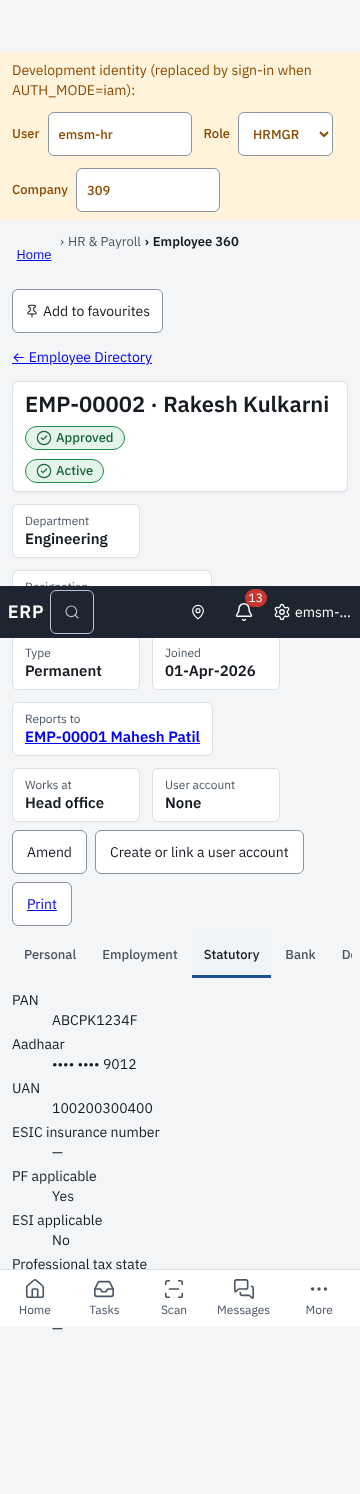 Development identity (replaced by sign-in when
AUTH_MODE=iam):
User emsm-hr Role HRMGR
Company 309
Home › HR & Payroll › Employee 360
Add to favourites
← Employee Directory
EMP-00002 · Rakesh Kulkarni
Approved
Active
Department
Engineering
ERP 13 emsm-...
Type Joined
Permanent 01-Apr-2026
Reports to
EMP-00001 Mahesh Patil
Works at User account
Head office None
Amend Create or link a user account
Print
Personal Employment Statutory Bank
PAN
ABCPK1234F
Aadhaar
•••• •••• 9012
UAN
100200300400
ESIC insurance number
—
PF applicable
Yes
ESI applicable
No
Professional tax state
Home Tasks Scan Messages More
—